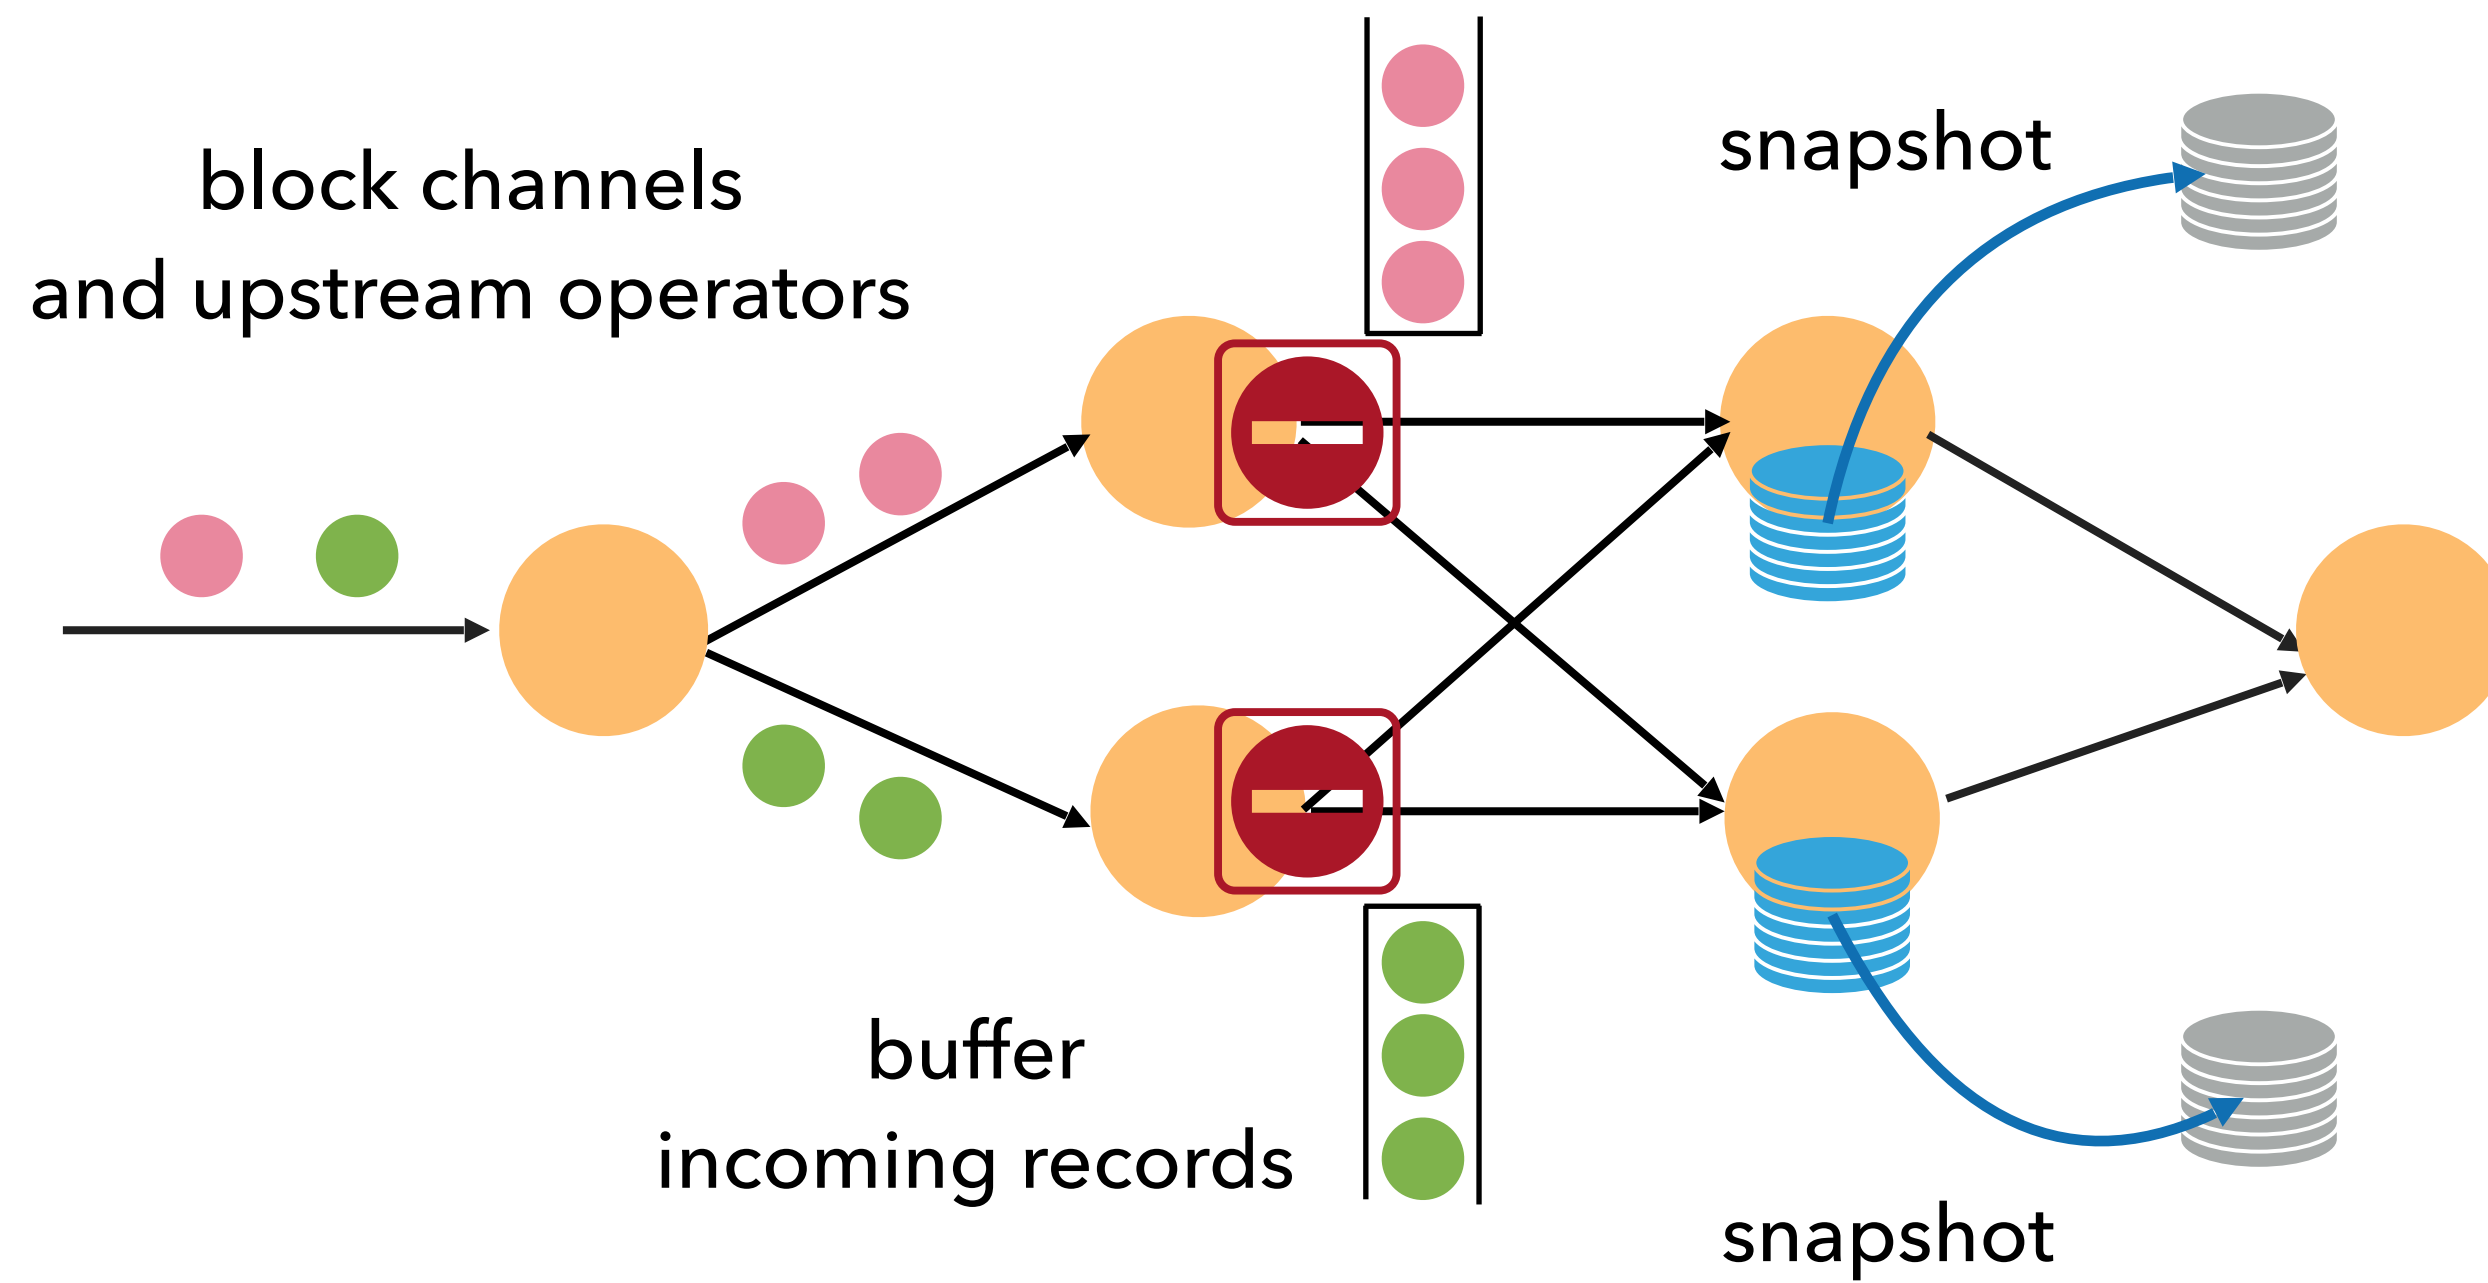 snapshot
block channels
and upstream operators
buffer
incoming records
snapshot